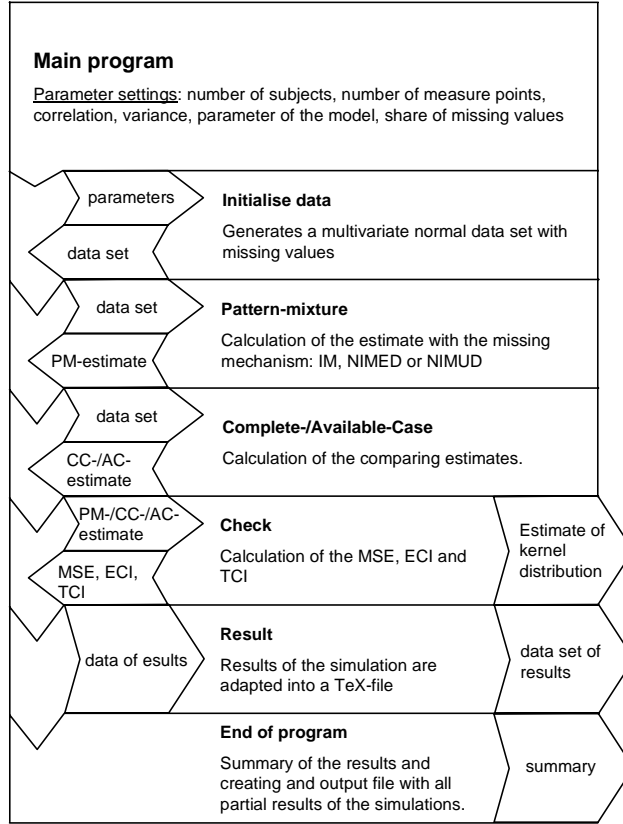 Main program
Parameter settings: number of subjects, number of measure points,
correlation, variance, parameter of the model, share of missing values
parameters
data set
Initialise data
Generates a multivariate normal data set with
missing values
data set
PM-estimate
Pattern-mixture
Calculation of the estimate with the missing
mechanism: IM, NIMED or NIMUD
data set
CC-/AC-
estimate
Complete-/Available-Case
Calculation of the comparing estimates.
PM-/CC-/AC-
estimate
MSE, ECI,
TCI
Check
Calculation of the MSE, ECI and
TCI
Estimate of
kernel
distribution
data of esults
Result
Results of the simulation are
adapted into a TeX-file
data set of
results
End of program
Summary of the results and
creating and output file with all
partial results of the simulations.
summary